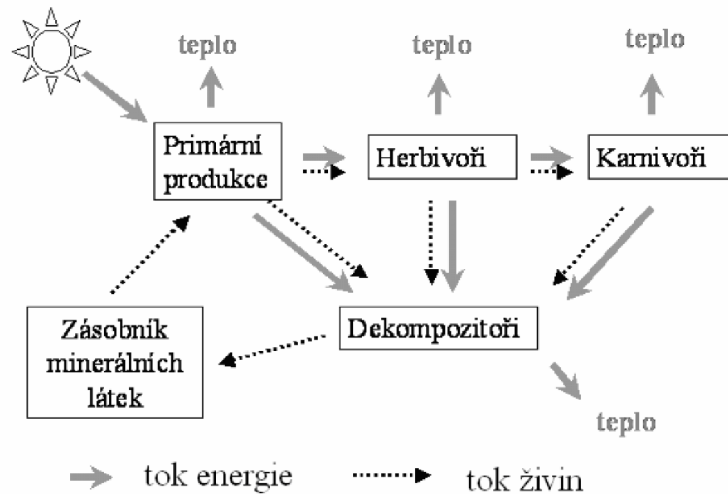 teplo
teplo
teplo
Primární
produkce
Herbivoři
Karnivoři
Zásobník
minerálních
látek
Dekompozitoři
teplo
tok energie
tok živin